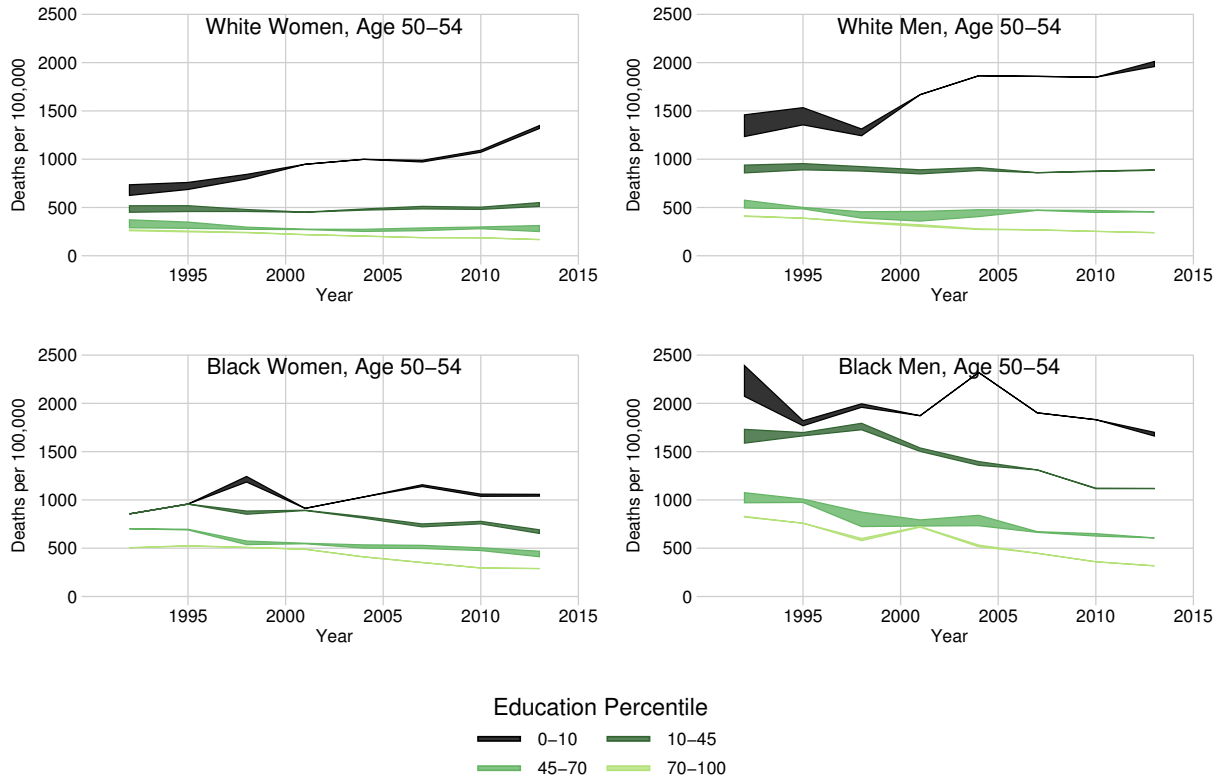 White Women, Age 50−54
Deaths per 100,000
2500
2000
1500
1000
500
0
1995 2000 2005 2010 2015
Year
White Men, Age 50−54
Deaths per 100,000
2500
2000
1500
1000
500
0
1995 2000 2005 2010 2015
Year
Black Women, Age 50−54
Deaths per 100,000
2500
2000
1500
1000
500
0
1995 2000 2005 2010 2015
Year
Black Men, Age 50−54
Deaths per 100,000
2500
2000
1500
1000
500
0
1995 2000 2005 2010 2015
Year
Education Percentile
0−10 10−45
45−70 70−100